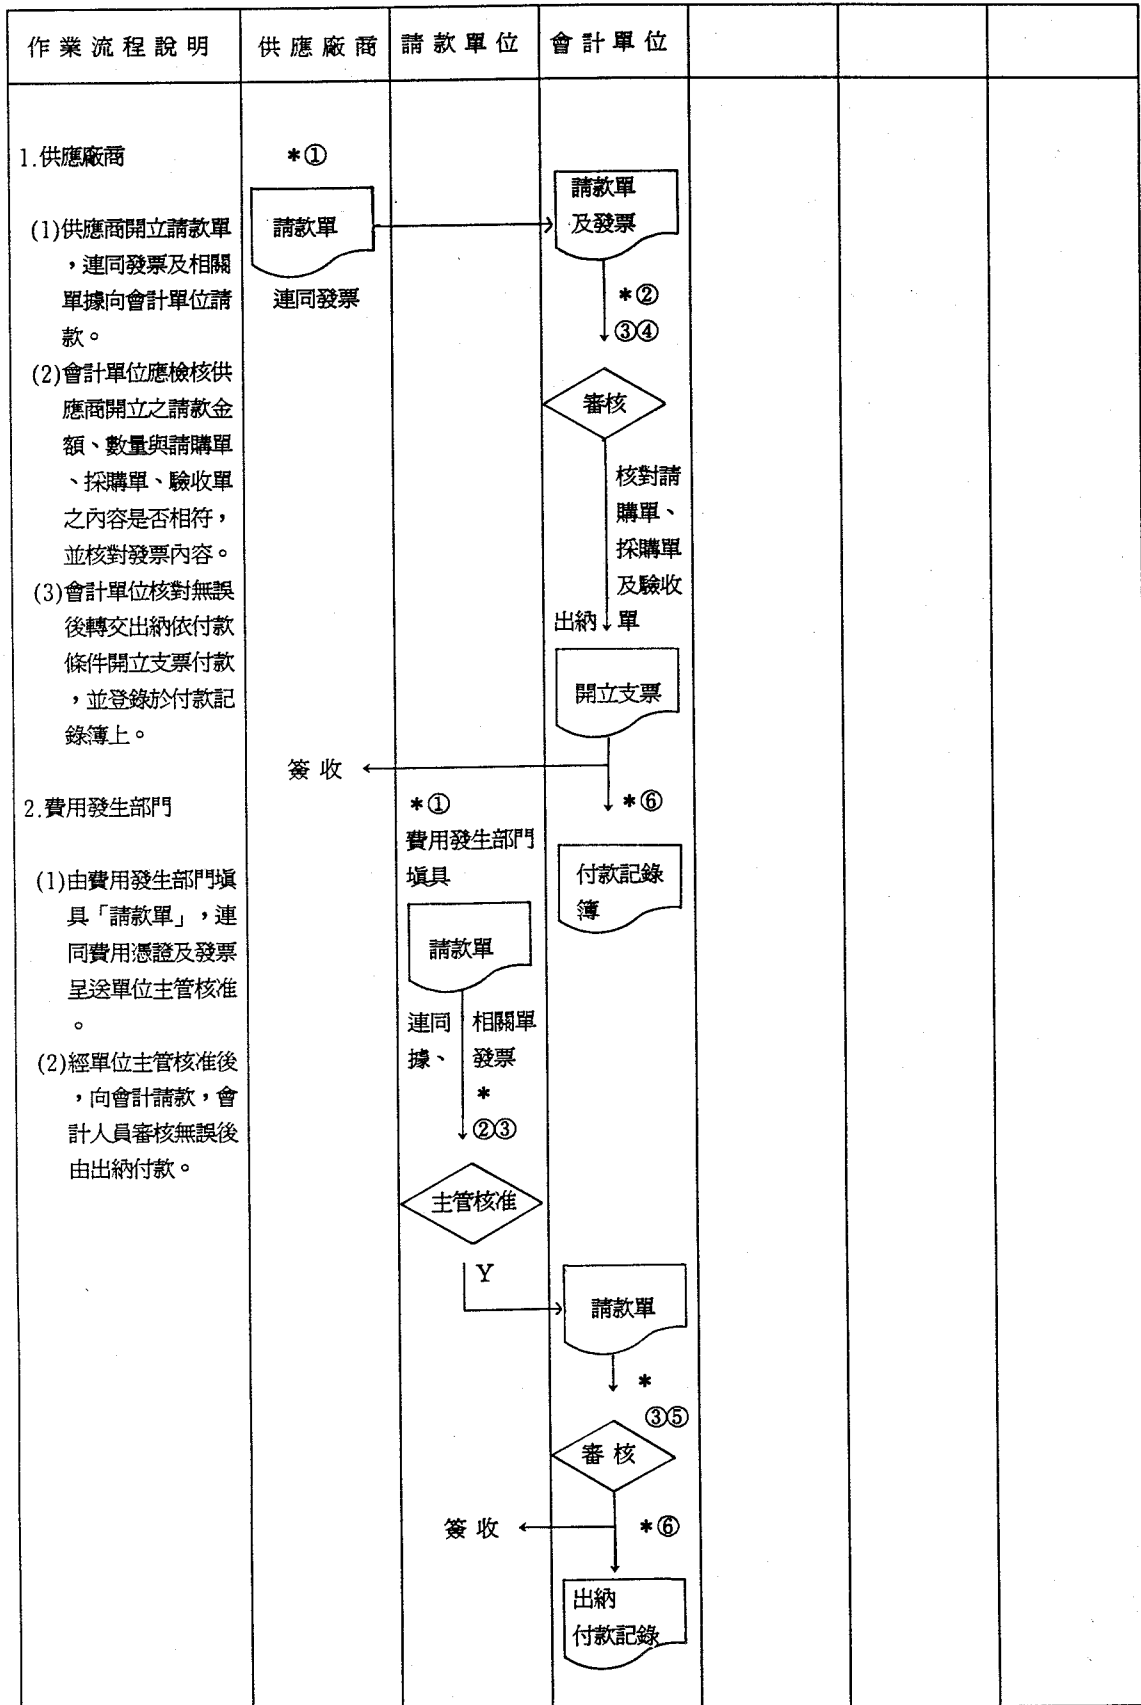 作業流程說明
供應廠商
請款單位
會計單位
1.供應廠商
(1)供應商開立請款單
，連同發票及相關
單據向會計單位請
款。
(2)會計單位應檢核供
應商開立之請款金
額、數量與請購單
、採購單、驗收單
之內容是否相符，
並核對發票內容。
(3)會計單位核對無誤
後轉交出納依付款
條件開立支票付款
，並登錄於付款記
錄簿上。
2.費用發生部門
(1)由費用發生部門填
具「請款單」，連
同費用憑證及發票
呈送單位主管核准
。
(2)經單位主管核准後
，向會計請款，會
計人員審核無誤後
由出納付款。
*①
請款單
連同發票
簽收
*①
費用發生部門
填具
請款單
連同 相關單
據、 發票
*
②③
主管核准
Y
簽收
請款單
及發票
*②
③④
審核
核對請
購單、
採購單
及驗收
出納 單
開立支票
*⑥
付款記錄
簿
請款單
*
③⑤
審核
*⑥
出納
付款記錄